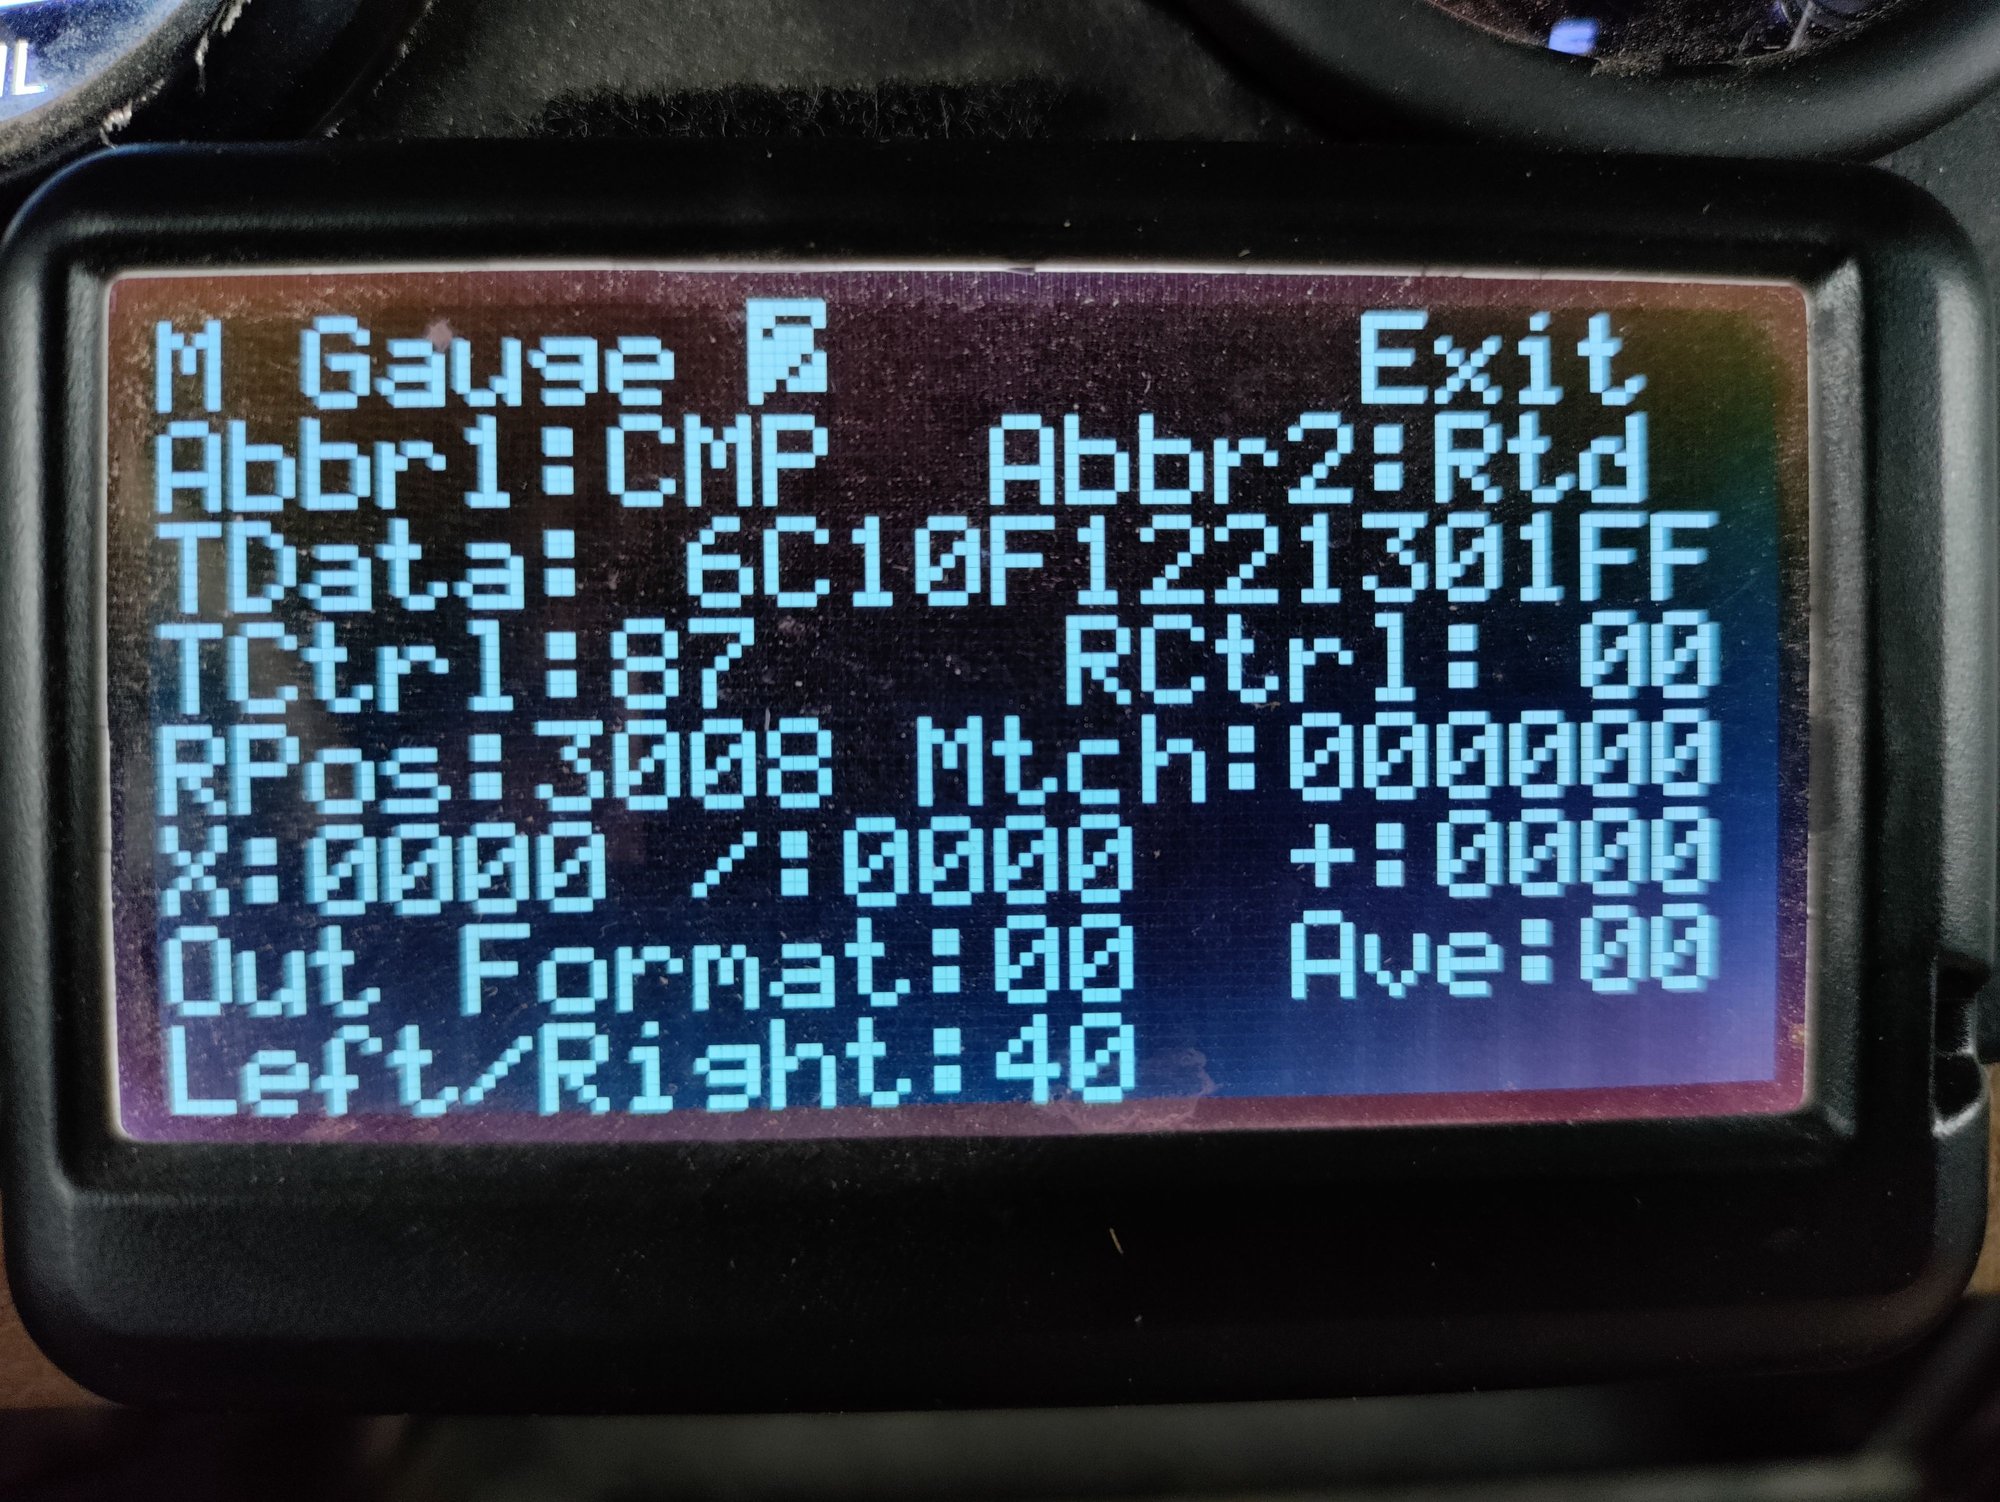 M Gauge 0 Exit
Abbr1:CMP Abbr2:Rtd
TData: 6C10F1221301FF
TCtrl:87 RCtrl: 00
RPos:3008 Mtch:000000
X:0000 /:0000 +:0000
Out Format:00 Ave:00
Left/Right:40